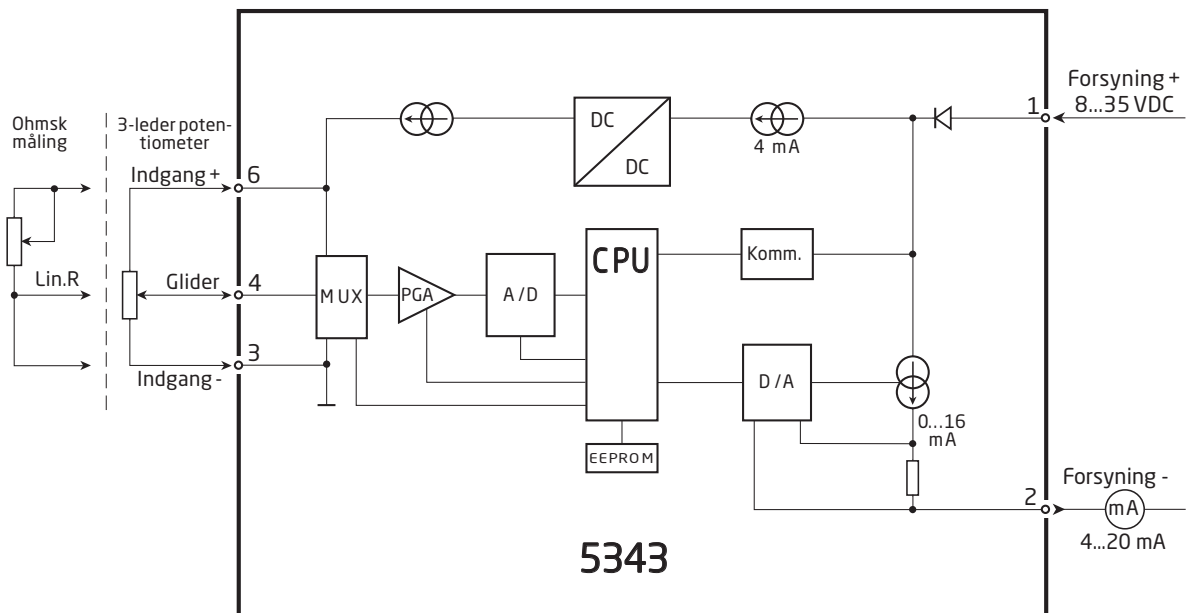 Ohmsk
måling
3-leder poten-
tiometer
Indgang +
6
Lin.R
Glider
4
3
Indgang -
DC
DC
4 mA
1
Forsyning +
8...35 VDC
MUX
PGA
A/D
CPU
Komm.
D/A
0...16
mA
EEPROM
2
Forsyning -
mA
4...20 mA
5343